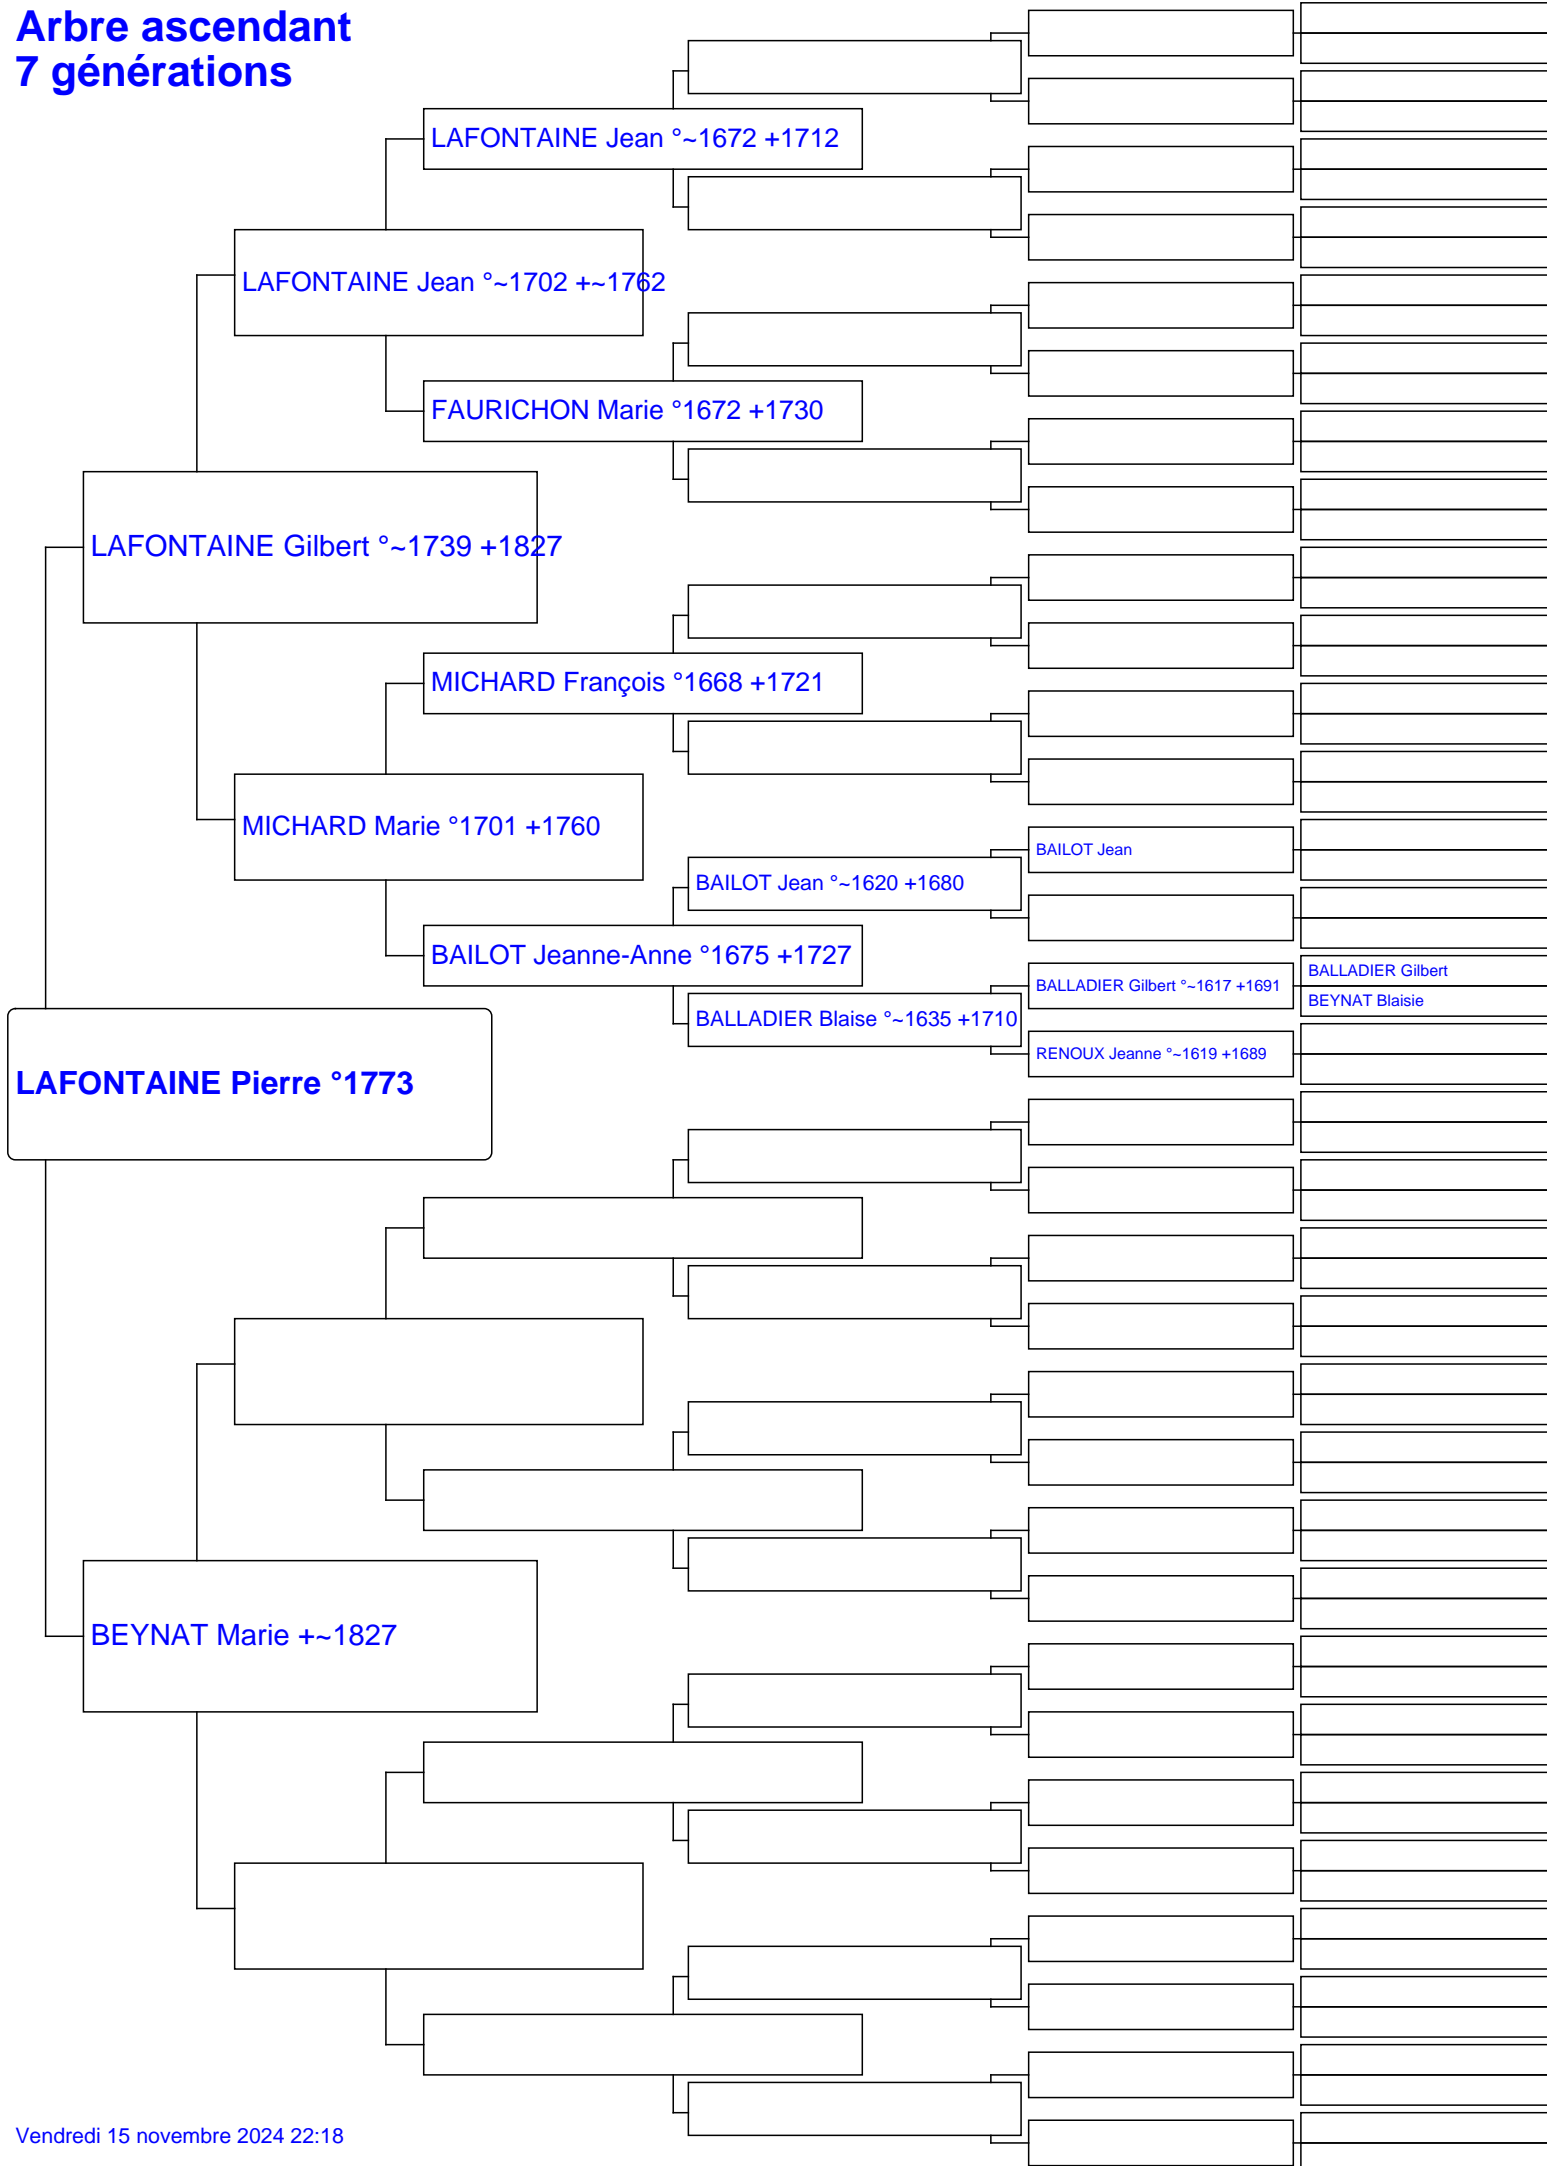 Arbre ascendant
7 générations
LAFONTAINE Jean °~1672 +1712
LAFONTAINE Jean °~1702 +~1762
FAURICHON Marie °1672 +1730
LAFONTAINE Gilbert °~1739 +1827
MICHARD François °1668 +1721
MICHARD Marie °1701 +1760
BAILOT Jean
BAILOT Jean °~1620 +1680
BAILOT Jeanne-Anne °1675 +1727
BALLADIER Gilbert
BALLADIER Gilbert °~1617 +1691
BEYNAT Blaisie
BALLADIER Blaise °~1635 +1710
RENOUX Jeanne °~1619 +1689
LAFONTAINE Pierre °1773
BEYNAT Marie +~1827
Vendredi 15 novembre 2024 22:18